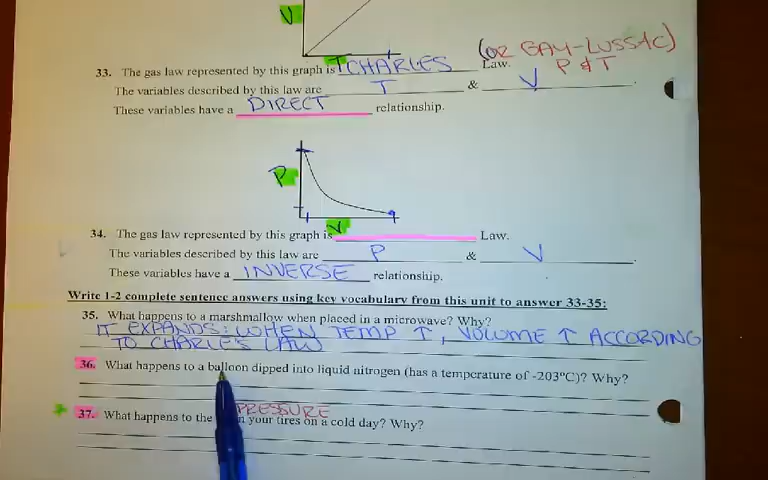 V
(OR GAY-LUSSAC)
33. The gas law represented by this graph is CHARLES Law. P & T
T
The variables described by this law are T & V.
These variables have a DIRECT relationship.
P
V
34. The gas law represented by this graph is ____ Law.
The variables described by this law are P & V.
These variables have a INVERSE relationship.
Write 1-2 complete sentence answers using key vocabulary from this unit to answer 33-35:
35. What happens to a marshmallow when placed in a microwave? Why?
IT EXPANDS: WHEN TEMP ↑, VOLUME ↑ ACCORDING
TO CHARLE'S LAW
36. What happens to a balloon dipped into liquid nitrogen (has a temperature of -203°C)? Why?
PRESSURE
37. What happens to the your tires on a cold day? Why?